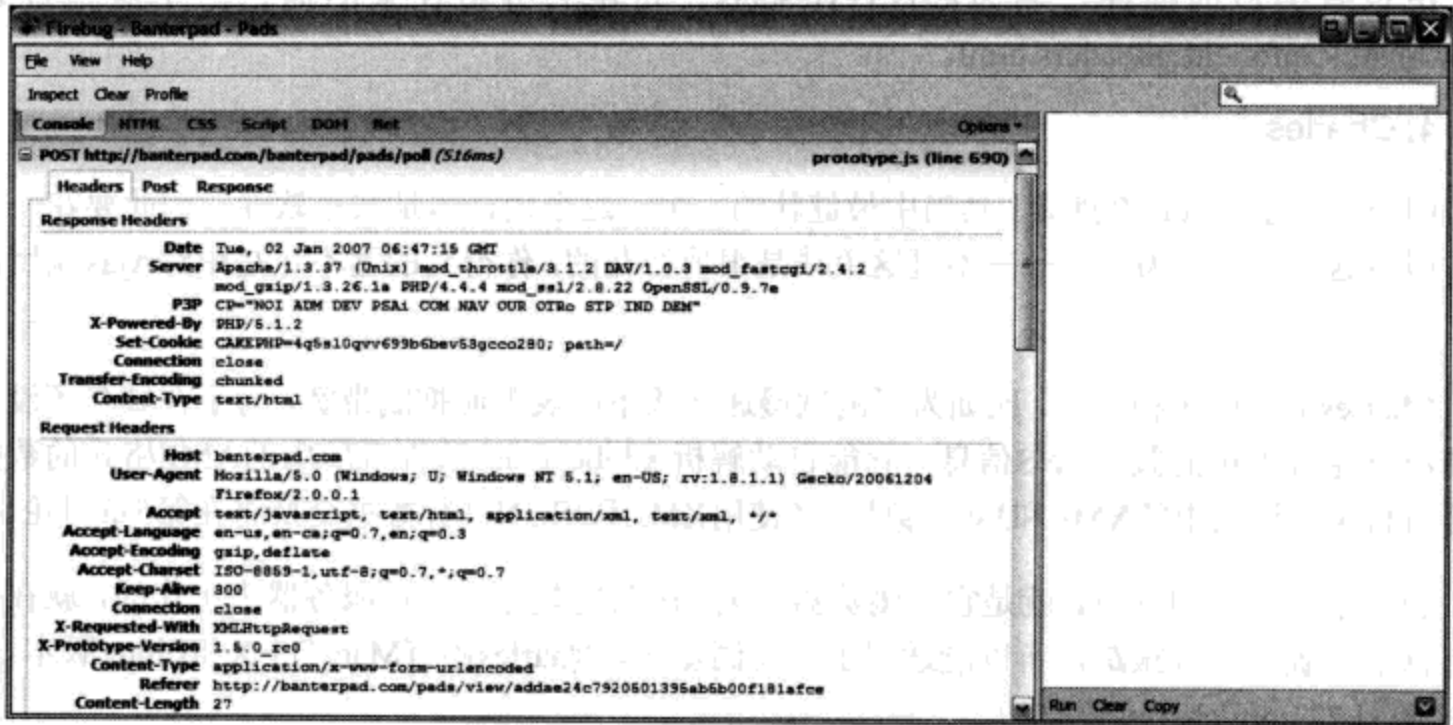 Firebug - Banterpad - Pads
File View Help
Inspect Clear Profile
Console HTML CSS Script DOM Net Options
POST http://banterpad.com/banterpad/pads/poll (516ms) prototype.js (line 690)
Headers Post Response
Response Headers
Date Tue, 02 Jan 2007 06:47:15 GMT
Server Apache/1.3.37 (Unix) mod_throttle/3.1.2 DAV/1.0.3 mod_fastcgi/2.4.2
mod_gzip/1.3.26.1a PHP/4.4.4 mod_ssl/2.8.22 OpenSSL/0.9.7e
P3P CP="NOI ADM DEV PSAi COM NAV OUR OTRo STP IND DEM"
X-Powered-By PHP/5.1.2
Set-Cookie CAKEPHP=4q5sl0qvv699b6bev53gcco280; path=/
Connection close
Transfer-Encoding chunked
Content-Type text/html
Request Headers
Host banterpad.com
User-Agent Mozilla/5.0 (Windows; U; Windows NT 5.1; en-US; rv:1.8.1.1) Gecko/20061204
Firefox/2.0.0.1
Accept text/javascript, text/html, application/xml, text/xml, */*
Accept-Language en-us,en-ca;q=0.7,en;q=0.3
Accept-Encoding gzip,deflate
Accept-Charset ISO-8859-1,utf-8;q=0.7,*;q=0.7
Keep-Alive 300
Connection close
X-Requested-With XMLHttpRequest
X-Prototype-Version 1.5.0_rc0
Content-Type application/x-www-form-urlencoded
Referer http://banterpad.com/pads/view/addae24c7920501395ab5b00f181afce
Content-Length 27
Run Clear Copy